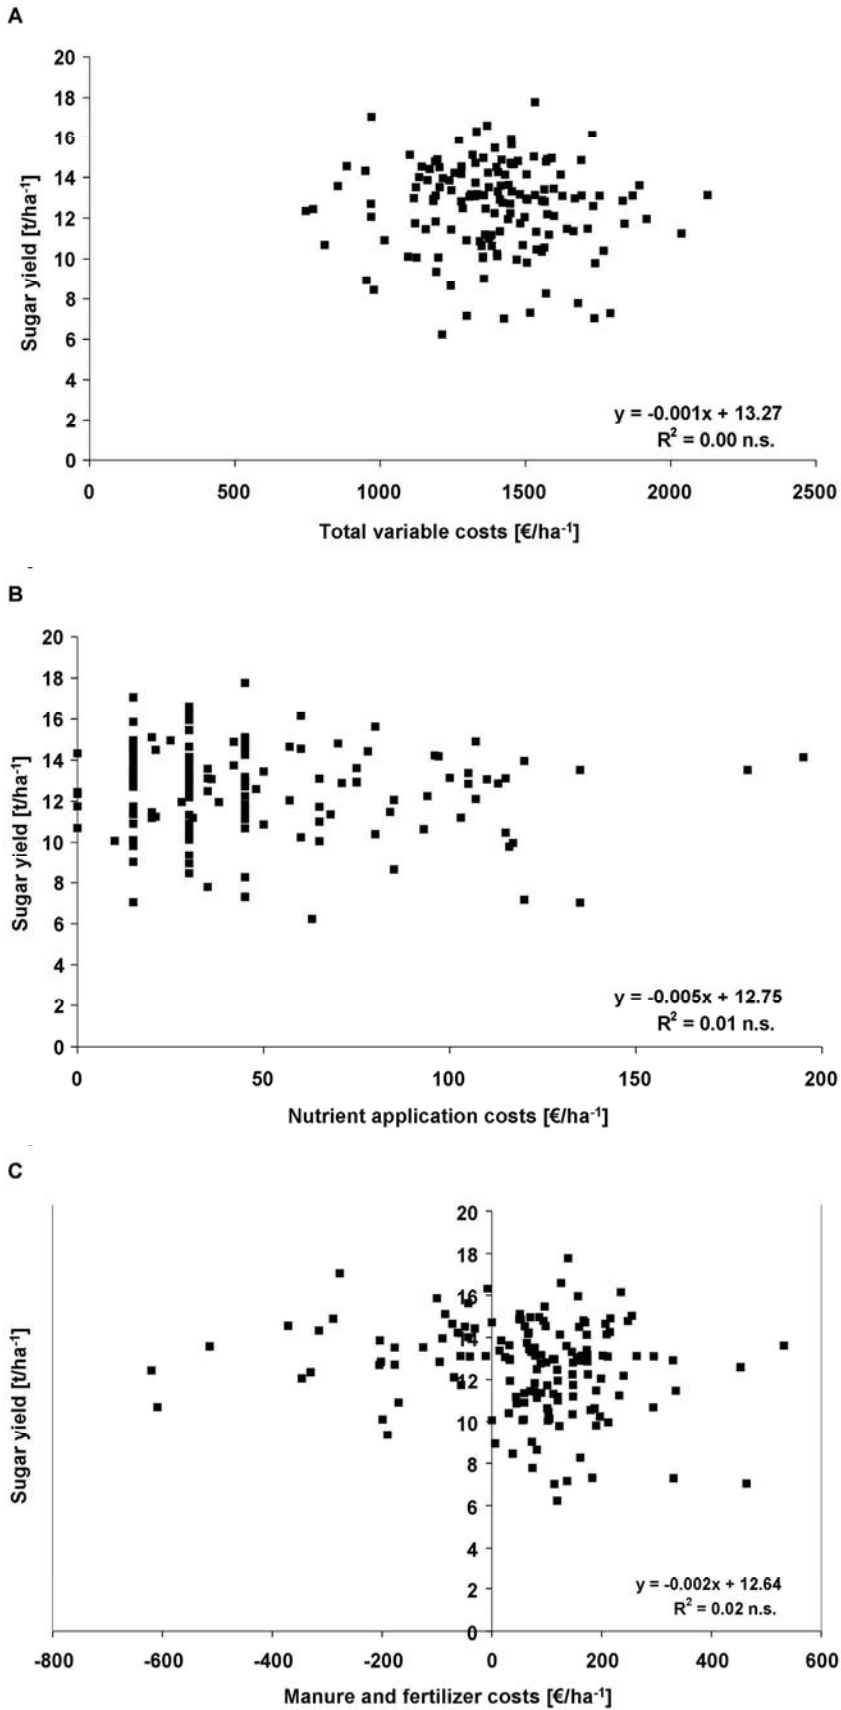 A
20
18
16
14
12
10
8
6
4
2
0
Sugar yield [t/ha⁻¹]
y = -0.001x + 13.27
R² = 0.00 n.s.
0 500 1000 1500 2000 2500
Total variable costs [€/ha⁻¹]
B
20
18
16
14
12
10
8
6
4
2
0
Sugar yield [t/ha⁻¹]
y = -0.005x + 12.75
R² = 0.01 n.s.
0 50 100 150 200
Nutrient application costs [€/ha⁻¹]
C
20
18
16
14
12
10
8
6
4
2
0
Sugar yield [t/ha⁻¹]
y = -0.002x + 12.64
R² = 0.02 n.s.
-800 -600 -400 -200 0 200 400 600
Manure and fertilizer costs [€/ha⁻¹]